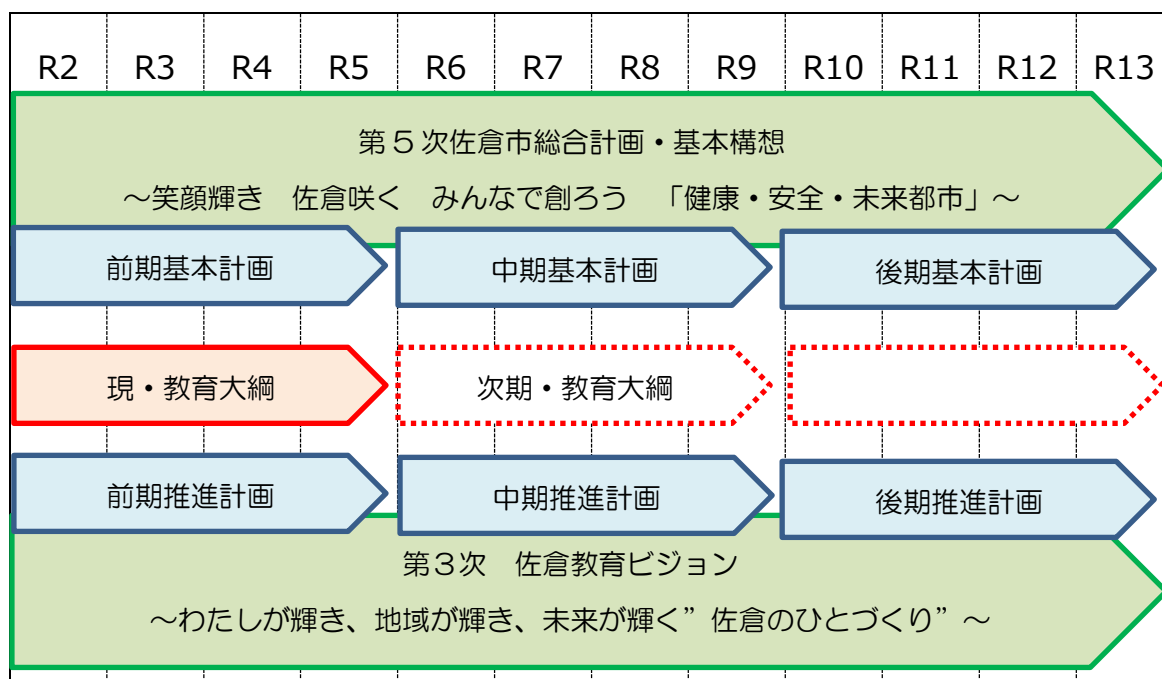 R2 R3 R4 R5 R6 R7 R8 R9 R10 R11 R12 R13
第5次佐倉市総合計画・基本構想
~笑顔輝き 佐倉咲く みんなで創ろう 「健康・安全・未来都市」~
前期基本計画 中期基本計画 後期基本計画
現・教育大綱 次期・教育大綱
前期推進計画 中期推進計画 後期推進計画
第3次 佐倉教育ビジョン
~わたしが輝き、地域が輝き、未来が輝く”佐倉のひとづくり”~